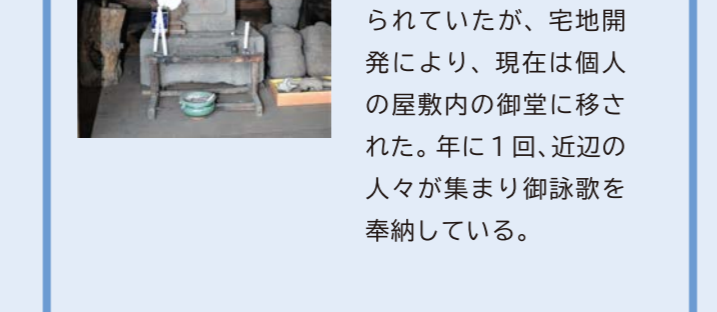 られていたが、宅地開
発により、現在は個人
の屋敷内の御堂に移さ
れた。年に１回、近辺の
人々が集まり御詠歌を
奉納している。